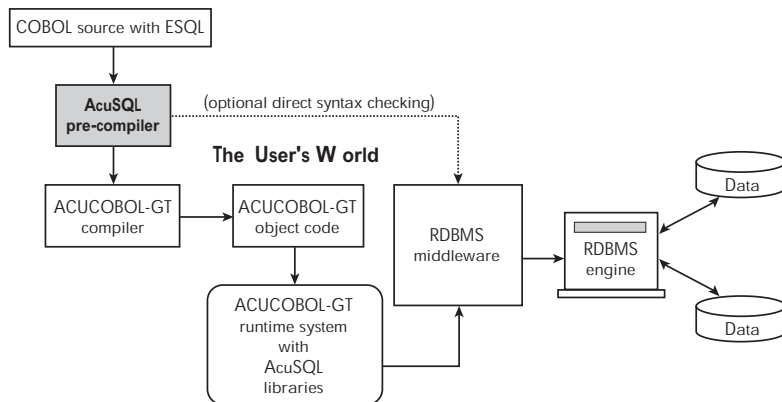 COBOL source with ESQL
AcuSQL
pre-compiler
(optional direct syntax checking)
The User's W orld
ACUCOBOL-GT
compiler
ACUCOBOL-GT
object code
RDBMS
middleware
RDBMS
engine
Data
Data
ACUCOBOL-GT
runtime system
with
AcuSQL
libraries